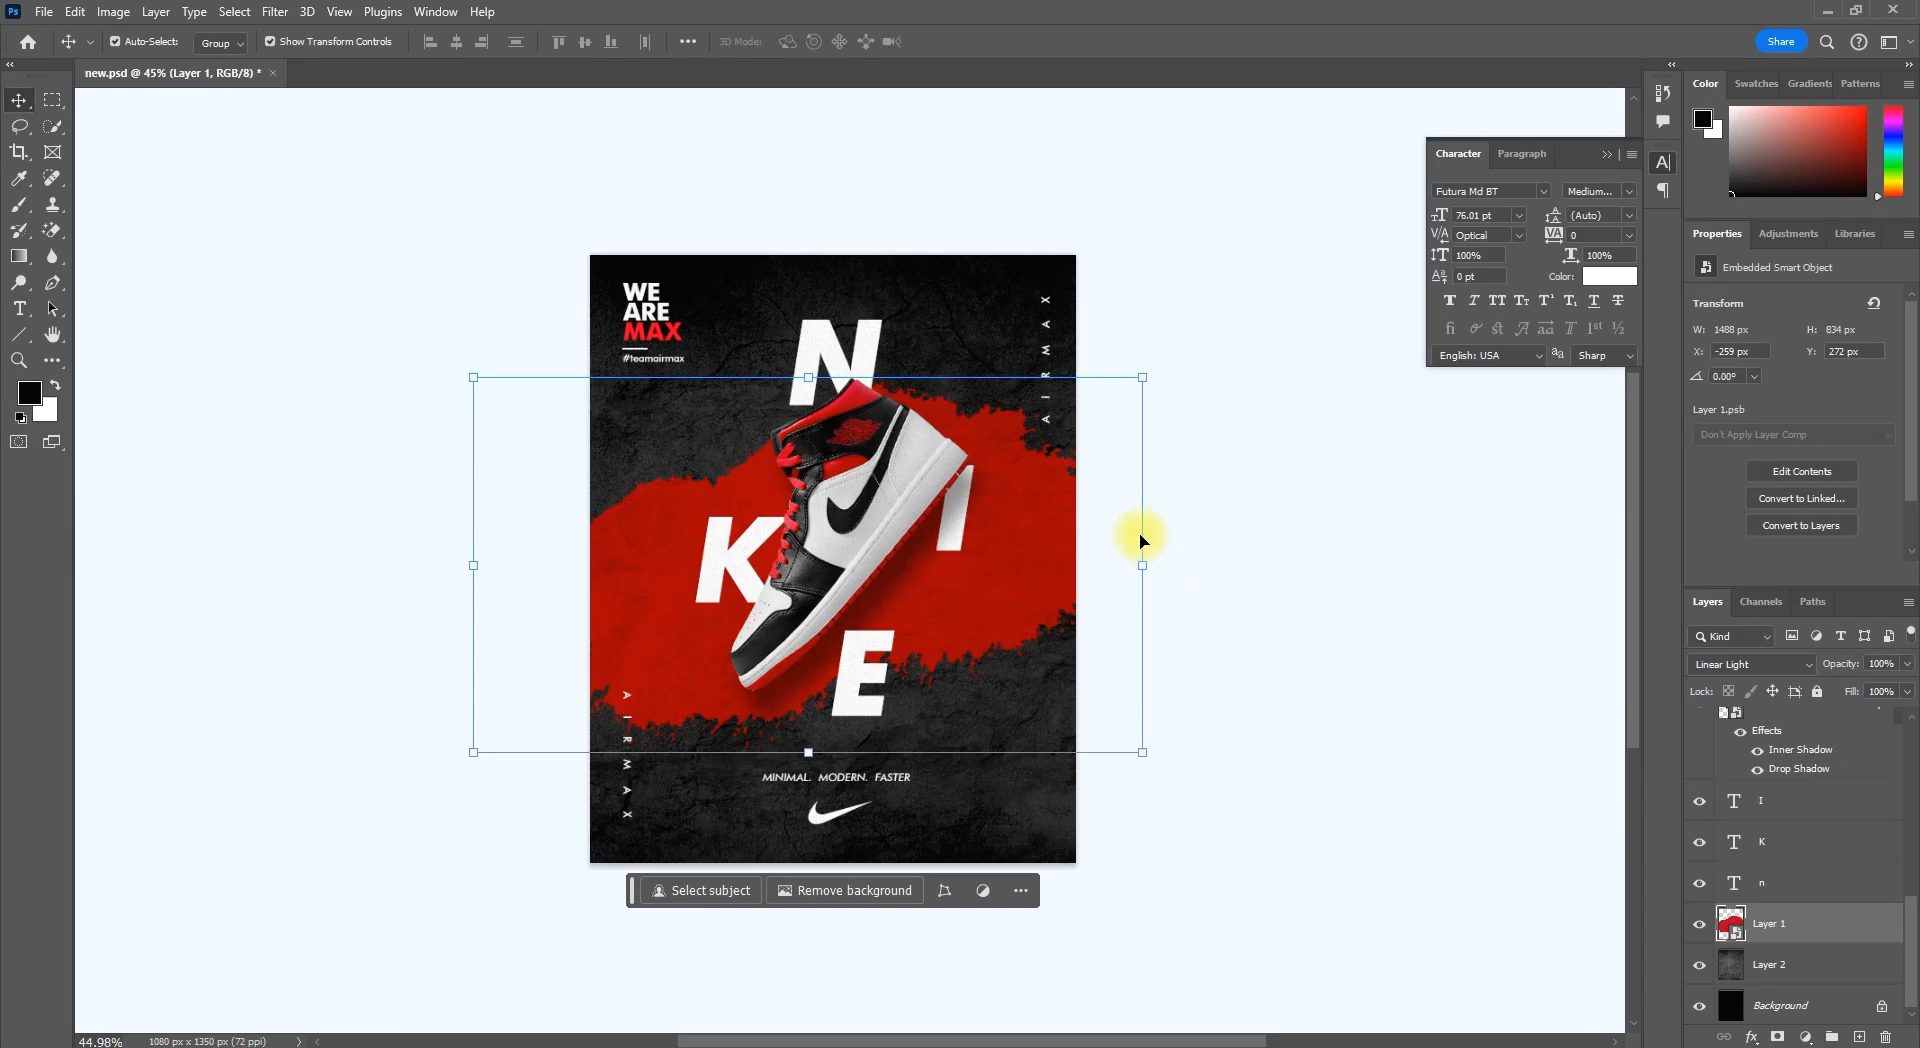 Ps File Edit Image Layer Type Select Filter 3D View Plugins Window Help
Auto-Select: Group Show Transform Controls 3D Mode: Share
new.psd @ 45% (Layer 1, RGB/8) *
WE
ARE
MAX
#teamairmax
A I R M A X
N
K
I
E
A I R M A X
MINIMAL. MODERN. FASTER
Select subject Remove background
44.98% 1080 px x 1350 px (72 ppi)
Character Paragraph
Futura Md BT Medium...
76.01 pt (Auto)
Optical 0
100% 100%
0 pt Color:
English: USA Sharp
Color Swatches Gradients Patterns
Properties Adjustments Libraries
Embedded Smart Object
Transform
W: 1488 px H: 834 px
X: -259 px Y: 272 px
0.00°
Layer 1.psb
Don't Apply Layer Comp
Edit Contents
Convert to Linked...
Convert to Layers
Layers Channels Paths
Kind
Linear Light Opacity: 100%
Lock: Fill: 100%
Effects
Inner Shadow
Drop Shadow
I
K
n
Layer 1
Layer 2
Background